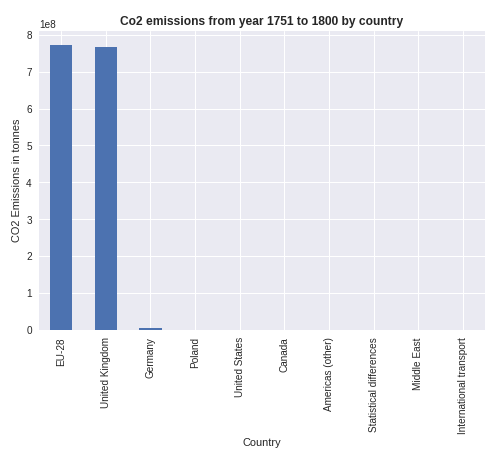 Co2 emissions from year 1751 to 1800 by country
1e8
8
7
6
5
4
3
2
1
0
CO2 Emissions in tonnes
EU-28
United Kingdom
Germany
Poland
United States
Canada
Americas (other)
Statistical differences
Middle East
International transport
Country